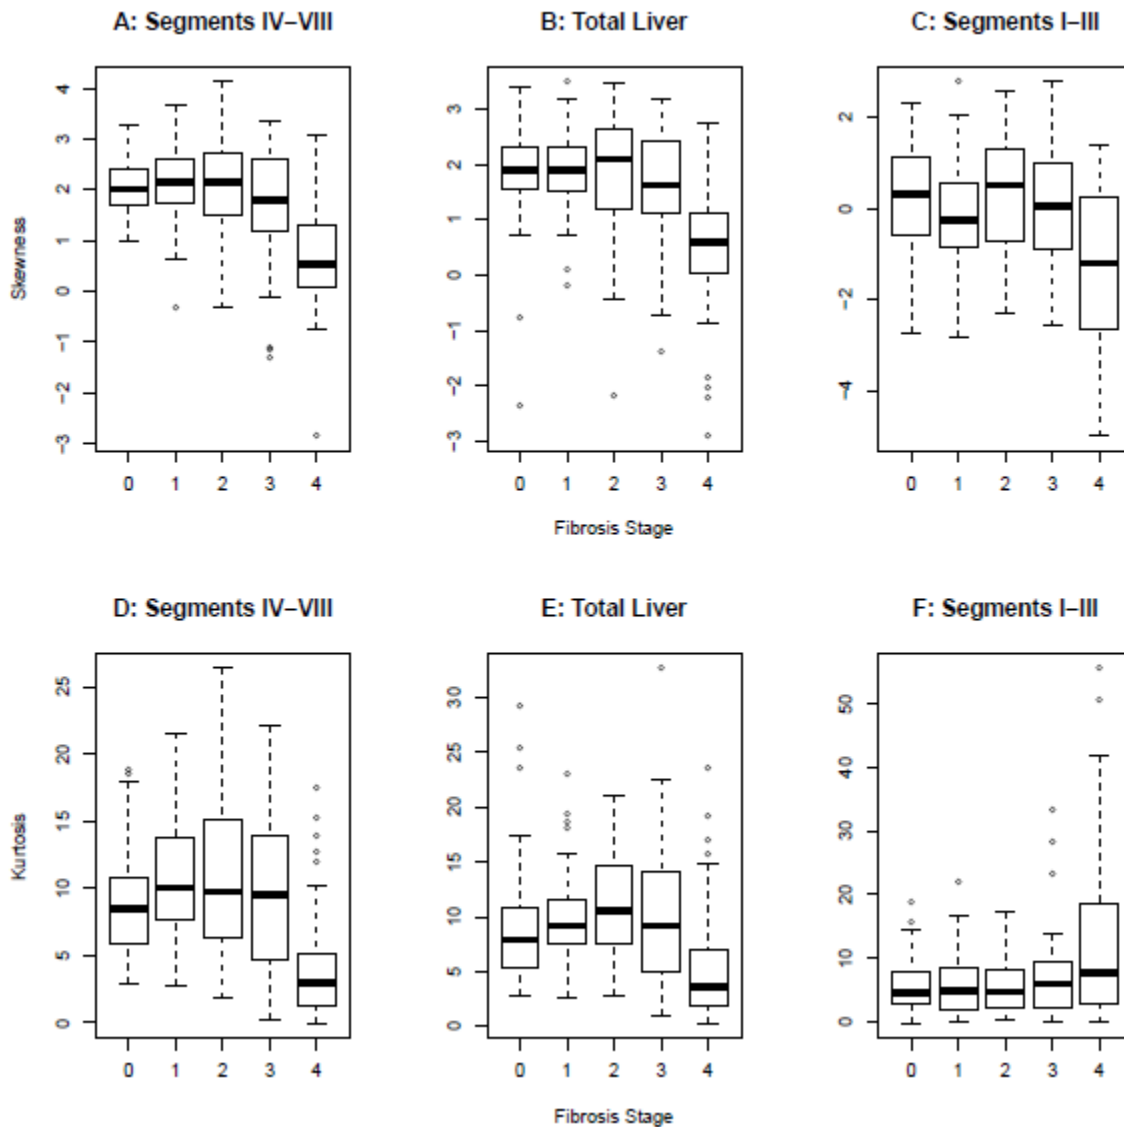 A: Segments IV–VIII
B: Total Liver
C: Segments I–III
Skewness
4
3
2
1
0
−1
−2
−3
3
2
1
0
−1
−2
−3
2
0
−2
−4
0 1 2 3 4
0 1 2 3 4
0 1 2 3 4
Fibrosis Stage
D: Segments IV–VIII
E: Total Liver
F: Segments I–III
Kurtosis
25
20
15
10
5
0
30
25
20
15
10
5
0
50
40
30
20
10
0
0 1 2 3 4
0 1 2 3 4
0 1 2 3 4
Fibrosis Stage